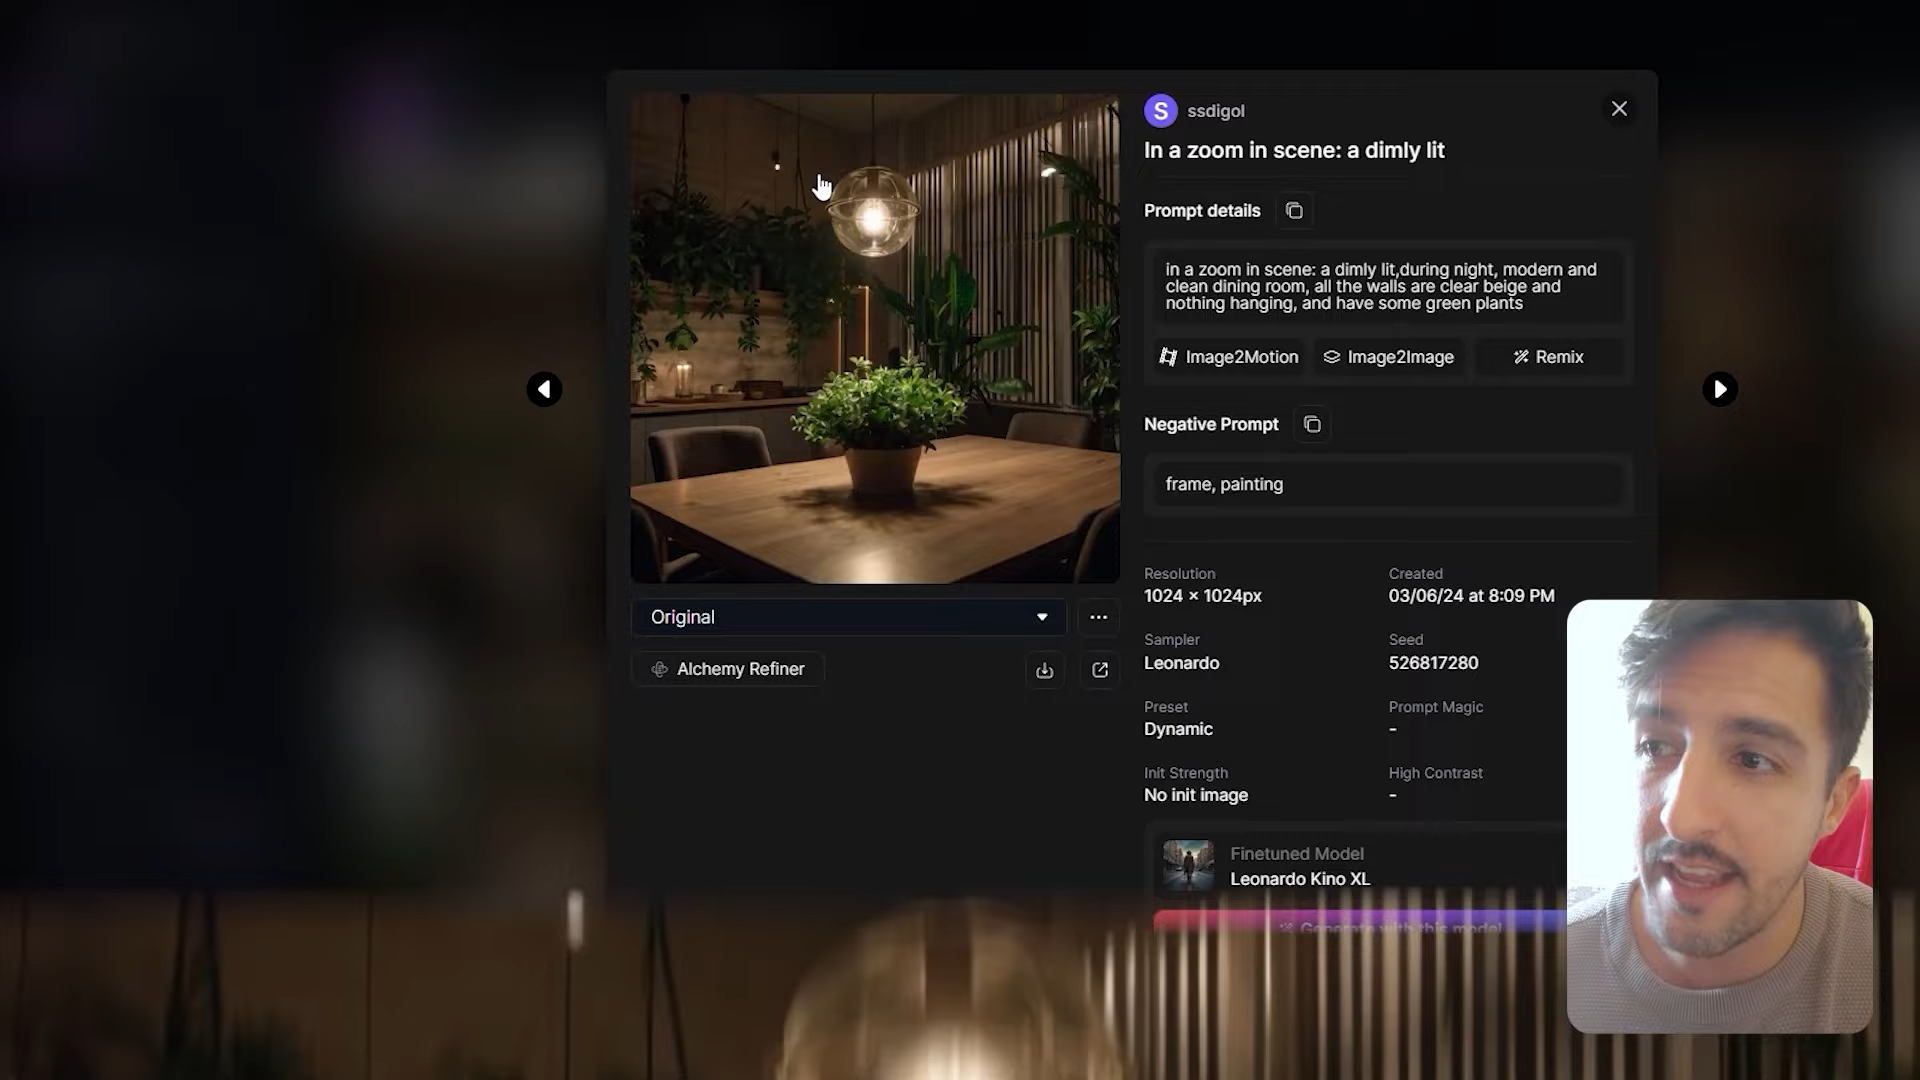 S ssdigol
In a zoom in scene: a dimly lit
Prompt details
in a zoom in scene: a dimly lit,during night, modern and
clean dining room, all the walls are clear beige and
nothing hanging, and have some green plants
Image2Motion Image2Image Remix
Negative Prompt
frame, painting
Original
Alchemy Refiner
Resolution Created
1024 × 1024px 03/06/24 at 8:09 PM
Sampler Seed
Leonardo 526817280
Preset Prompt Magic
Dynamic -
Init Strength High Contrast
No init image -
Finetuned Model
Leonardo Kino XL
Generate with this model